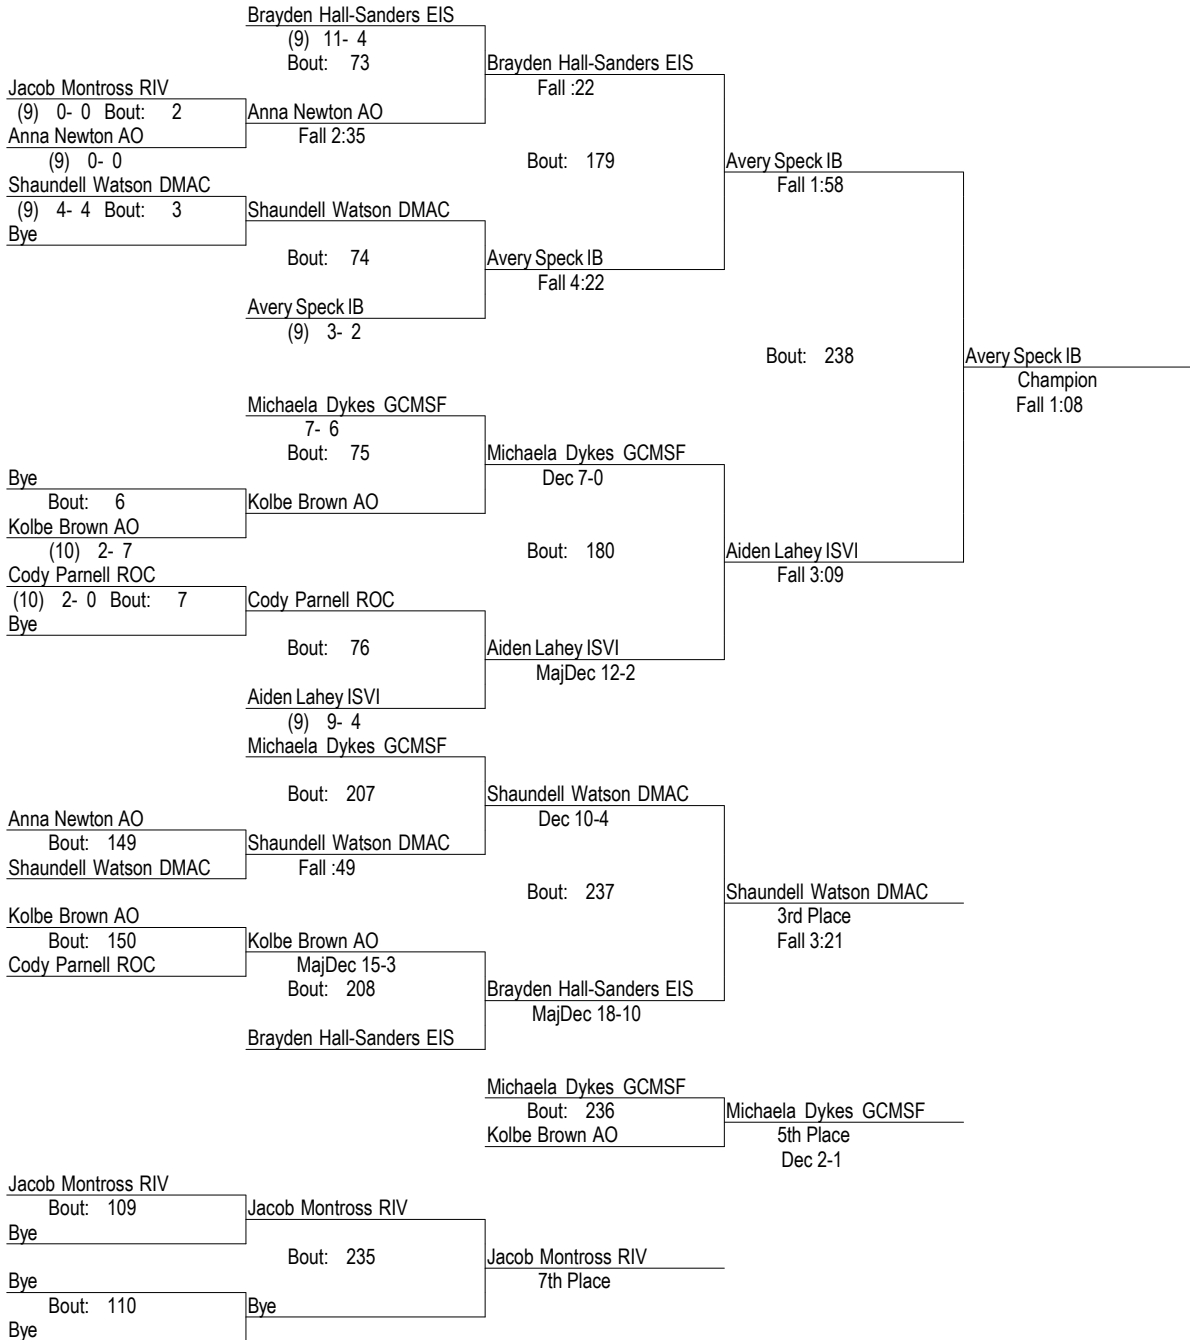 Brayden Hall-Sanders EIS
(9) 11- 4
Bout: 73
Brayden Hall-Sanders EIS
Fall :22
Jacob Montross RIV
(9) 0- 0 Bout: 2
Anna Newton AO
Anna Newton AO
Fall 2:35
(9) 0- 0
Bout: 179
Avery Speck IB
Fall 1:58
Shaundell Watson DMAC
(9) 4- 4 Bout: 3
Shaundell Watson DMAC
Bye
Bout: 74
Avery Speck IB
Fall 4:22
Avery Speck IB
(9) 3- 2
Bout: 238
Avery Speck IB
Champion
Fall 1:08
Michaela Dykes GCMSF
7- 6
Bout: 75
Michaela Dykes GCMSF
Dec 7-0
Bye
Bout: 6
Kolbe Brown AO
Kolbe Brown AO
(10) 2- 7
Bout: 180
Aiden Lahey ISVI
Fall 3:09
Cody Parnell ROC
(10) 2- 0 Bout: 7
Cody Parnell ROC
Bye
Bout: 76
Aiden Lahey ISVI
MajDec 12-2
Aiden Lahey ISVI
(9) 9- 4
Michaela Dykes GCMSF
Bout: 207
Shaundell Watson DMAC
Dec 10-4
Anna Newton AO
Bout: 149
Shaundell Watson DMAC
Shaundell Watson DMAC
Fall :49
Bout: 237
Shaundell Watson DMAC
3rd Place
Fall 3:21
Kolbe Brown AO
Bout: 150
Kolbe Brown AO
Cody Parnell ROC
MajDec 15-3
Bout: 208
Brayden Hall-Sanders EIS
MajDec 18-10
Brayden Hall-Sanders EIS
Michaela Dykes GCMSF
Bout: 236
Michaela Dykes GCMSF
Kolbe Brown AO
5th Place
Dec 2-1
Jacob Montross RIV
Bout: 109
Jacob Montross RIV
Bye
Bout: 235
Jacob Montross RIV
7th Place
Bye
Bout: 110
Bye
Bye